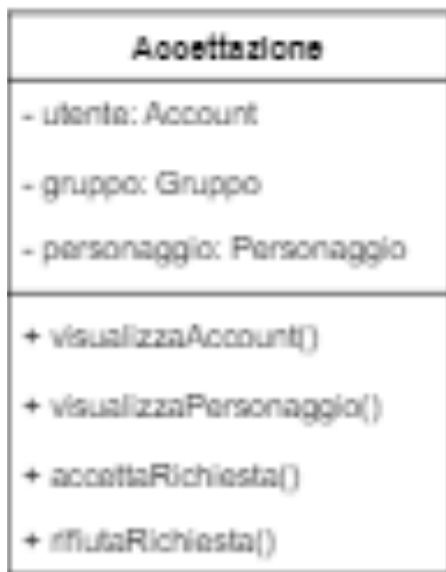 Accettazione
- utente: Account
- gruppo: Gruppo
- personaggio: Personaggio
+ visualizzaAccount()
+ visualizzaPersonaggio()
+ accettaRichiesta()
+ rifiutaRichiesta()